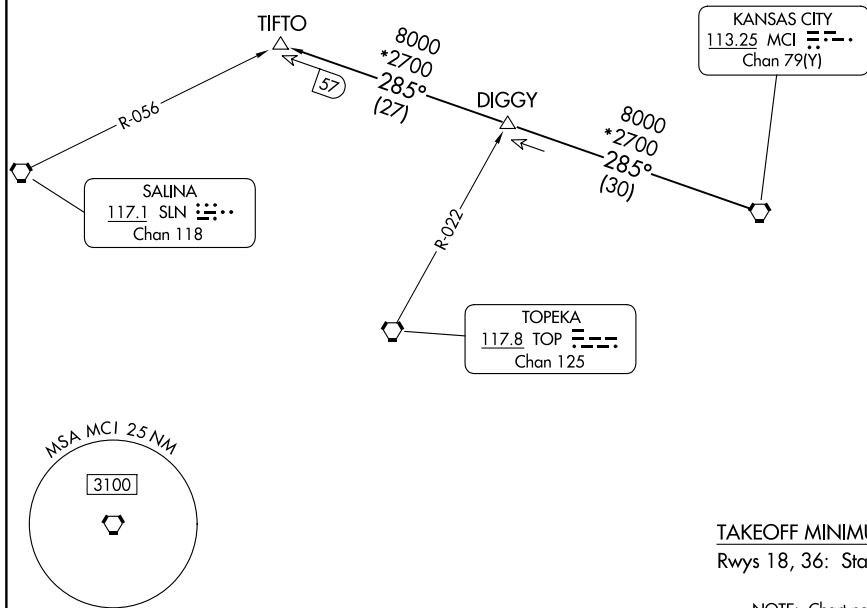 TIFTO
8000
*2700
285°
(27)
57
DIGGY
8000
*2700
285°
(30)
KANSAS CITY
113.25 MCI
Chan 79(Y)
R-056
SALINA
117.1 SLN
Chan 118
R-022
TOPEKA
117.8 TOP
Chan 125
MSA MCI 25 NM
3100
TAKEOFF MINIMU
Rwys 18, 36: Sta